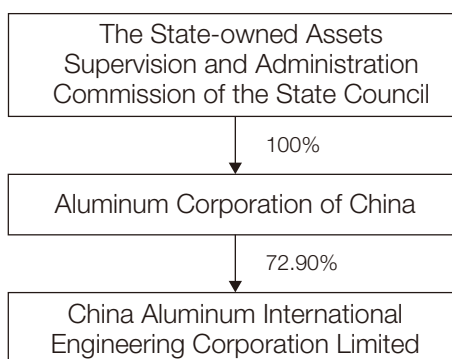 The State-owned Assets
Supervision and Administration
Commission of the State Council
100%
Aluminum Corporation of China
72.90%
China Aluminum International
Engineering Corporation Limited